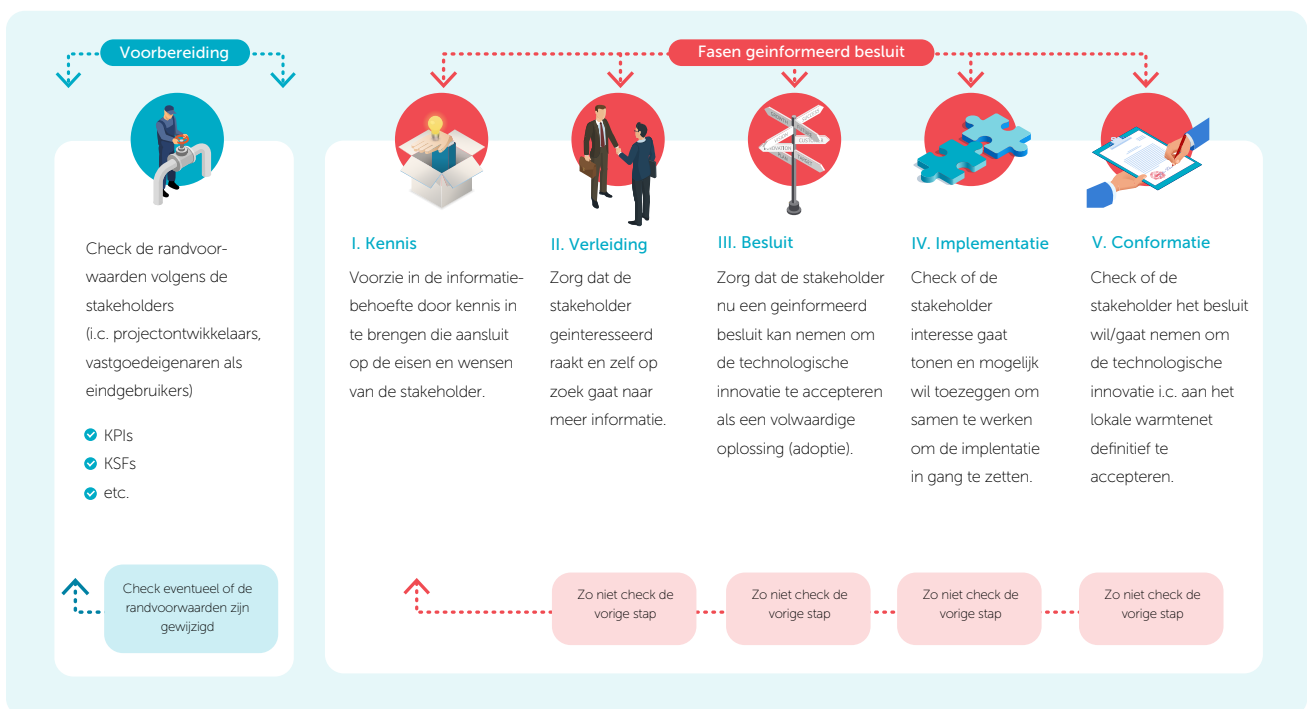 Voorbereiding
Fasen geinformeerd besluit
Check de randvoor-
waarden volgens de
stakeholders
(i.c. projectontwikkelaars,
vastgoedeigenaren als
eindgebruikers)
KPIs
KSFs
etc.
Check eventueel of de
randvoorwaarden zijn
gewijzigd
I. Kennis
Voorzie in de informatie-
behoefte door kennis in
te brengen die aansluit
op de eisen en wensen
van de stakeholder.
II. Verleiding
Zorg dat de
stakeholder
geinteresseerd
raakt en zelf op
zoek gaat naar
meer informatie.
III. Besluit
Zorg dat de stakeholder
nu een geinformeerd
besluit kan nemen om
de technologische
innovatie te accepteren
als een volwaardige
oplossing (adoptie).
IV. Implementatie
Check of de
stakeholder
interesse gaat
tonen en mogelijk
wil toezeggen om
samen te werken
om de implentatie
in gang te zetten.
V. Conformatie
Check of de
stakeholder het besluit
wil/gaat nemen om
de technologische
innovatie i.c. aan het
lokale warmtenet
definitief te
accepteren.
Zo niet check de
vorige stap
Zo niet check de
vorige stap
Zo niet check de
vorige stap
Zo niet check de
vorige stap